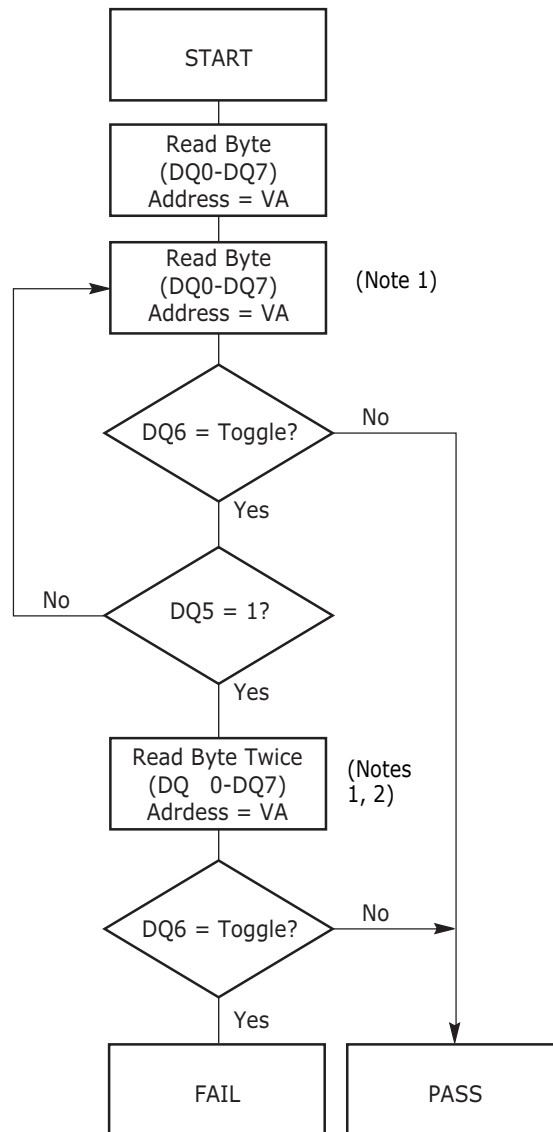 START
Read Byte
(DQ0-DQ7)
Address = VA
Read Byte
(DQ0-DQ7)
Address = VA
(Note 1)
DQ6 = Toggle?
No
Yes
No
DQ5 = 1?
Yes
Read Byte Twice
(DQ 0-DQ7)
Adrdess = VA
(Notes
1, 2)
DQ6 = Toggle?
No
Yes
FAIL
PASS